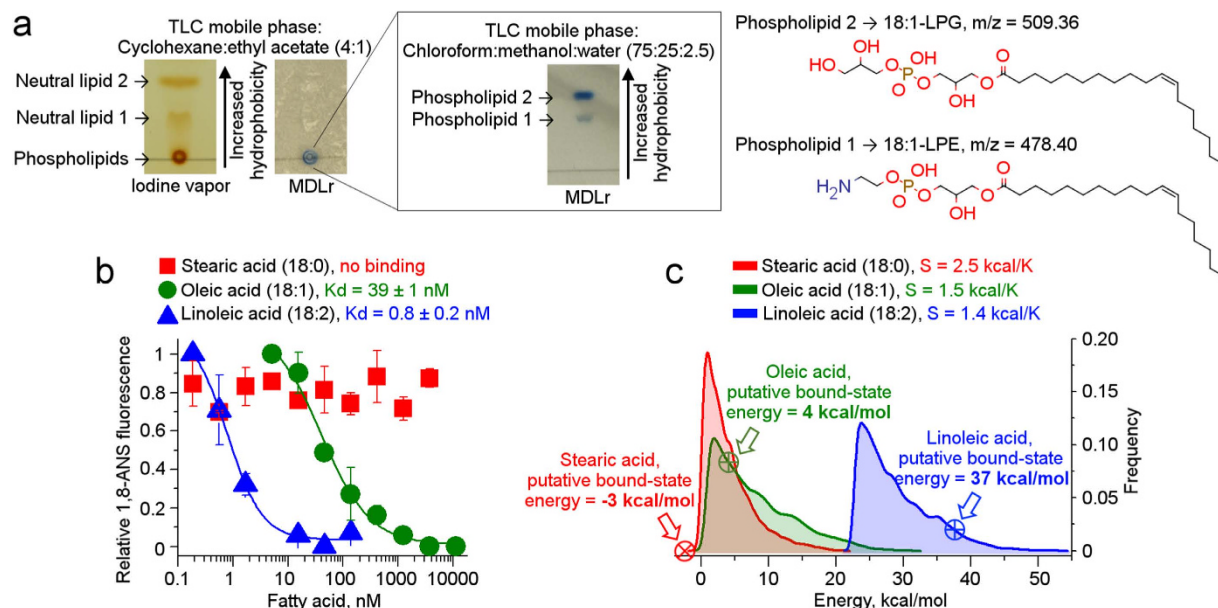 a
TLC mobile phase:
Cyclohexane:ethyl acetate (4:1)
Neutral lipid 2
Neutral lipid 1
Phospholipids
Increased
hydrophobicity
Iodine vapor
MDLr
TLC mobile phase:
Chloroform:methanol:water (75:25:2.5)
Phospholipid 2
Phospholipid 1
Increased
hydrophobicity
MDLr
Phospholipid 2 → 18:1-LPG, m/z = 509.36
HO
OH
O
P
OH
O
O
OH
O
O
Phospholipid 1 → 18:1-LPE, m/z = 478.40
H2N
O
P
OH
O
O
OH
O
O
b
Stearic acid (18:0), no binding
Oleic acid (18:1), Kd = 39 ± 1 nM
Linoleic acid (18:2), Kd = 0.8 ± 0.2 nM
Relative 1,8-ANS fluorescence
1
0.8
0.6
0.4
0.2
0
0.1 1 10 100 1000 10000
Fatty acid, nM
c
Stearic acid (18:0), S = 2.5 kcal/K
Oleic acid (18:1), S = 1.5 kcal/K
Linoleic acid (18:2), S = 1.4 kcal/K
Oleic acid,
putative bound-state
energy = 4 kcal/mol
Linoleic acid,
putative bound-state
energy = 37 kcal/mol
Stearic acid,
putative bound-state
energy = -3 kcal/mol
0.20
0.15
0.10
0.05
0
Frequency
0 10 20 30 40 50
Energy, kcal/mol